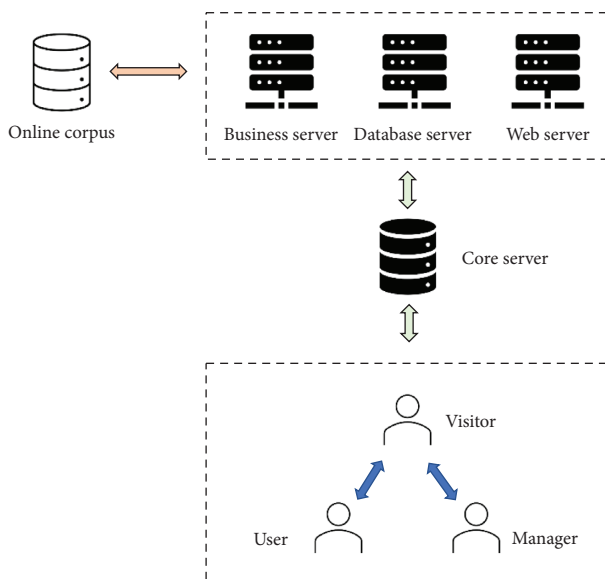 Online corpus
Business server
Database server
Web server
Core server
Visitor
User
Manager